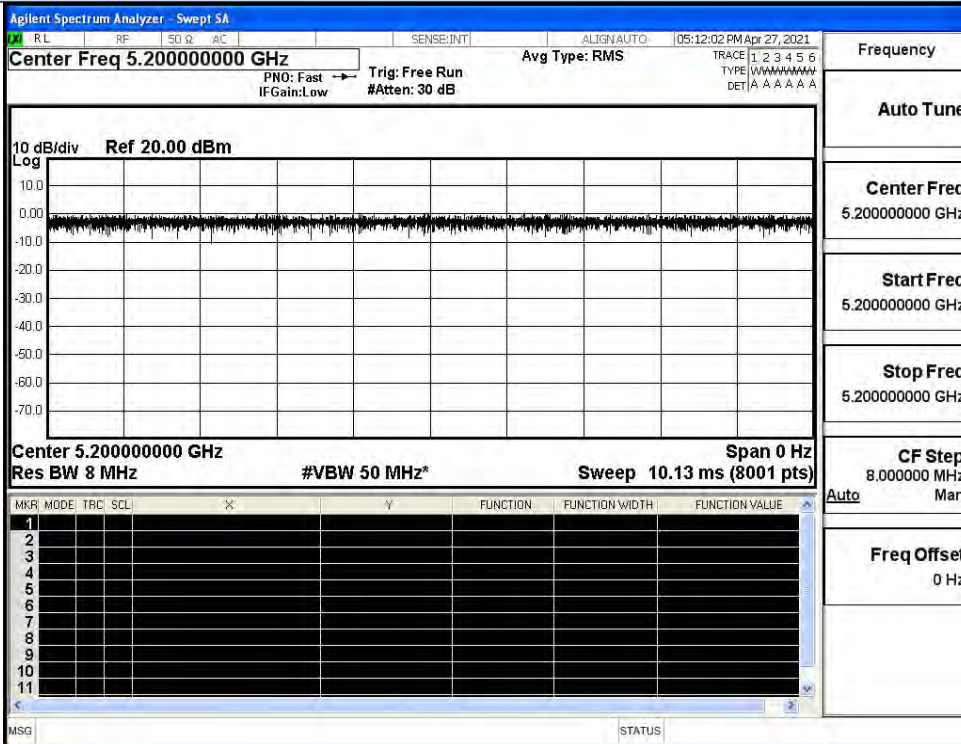 Agilent Spectrum Analyzer - Swept SA
LXI RL RF 50 Ω AC SENSE:INT ALIGNAUTO 05:12:02 PM Apr 27, 2021
Center Freq 5.200000000 GHz Avg Type: RMS TRACE 1 2 3 4 5 6 Frequency
PNO: Fast Trig: Free Run TYPE WWWWWW
IFGain:Low #Atten: 30 dB DET A A A A A A
Auto Tune
10 dB/div Ref 20.00 dBm
Log
10.0
0.00
-10.0
-20.0
-30.0
-40.0
-50.0
-60.0
-70.0
Center Freq
5.200000000 GHz
Start Freq
5.200000000 GHz
Stop Freq
5.200000000 GHz
Center 5.200000000 GHz Span 0 Hz
Res BW 8 MHz #VBW 50 MHz* Sweep 10.13 ms (8001 pts)
CF Step
8.000000 MHz
Auto Man
MKR MODE TRC SCL X Y FUNCTION FUNCTION WIDTH FUNCTION VALUE
1
2
3
4
5
6
7
8
9
10
11
Freq Offset
0 Hz
MSG STATUS